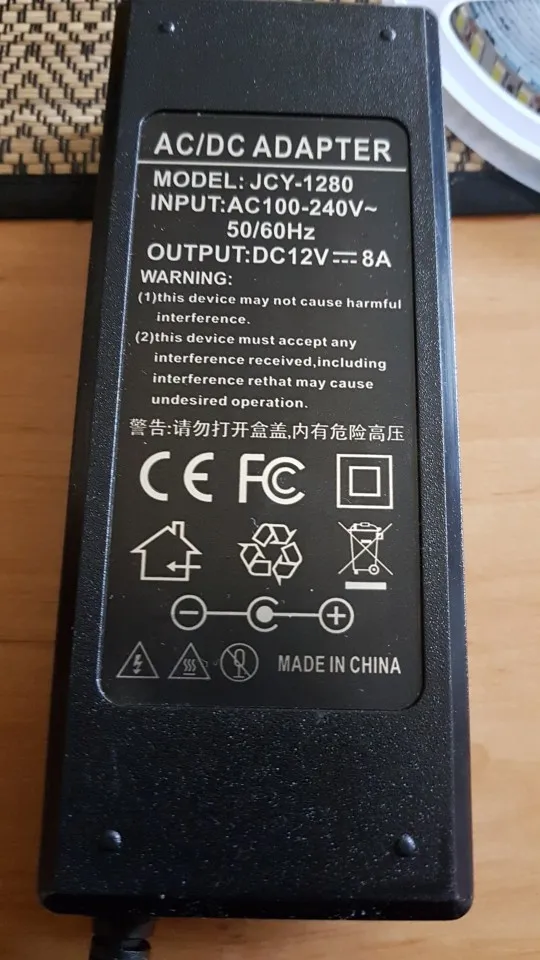 AC/DC ADAPTER
MODEL: JCY-1280
INPUT:AC100-240V~
50/60Hz
OUTPUT:DC12V⎓8A
WARNING:
(1)this device may not cause harmful
interference.
(2)this device must accept any
interference received,including
interference rethat may cause
undesired operation.
警告:请勿打开盒盖,内有危险高压
CE FC
MADE IN CHINA